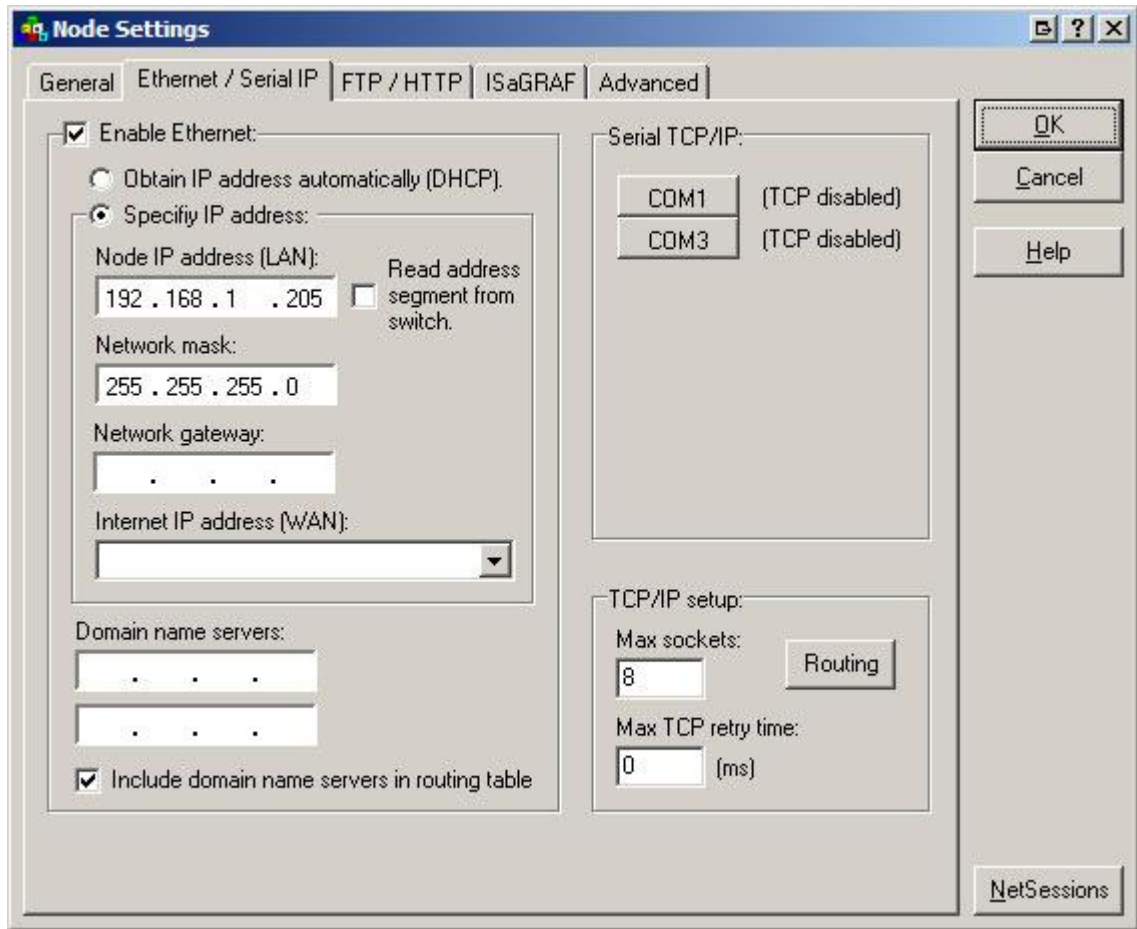 Node Settings
General
Ethernet / Serial IP
FTP / HTTP
ISaGRAF
Advanced
Enable Ethernet:
Obtain IP address automatically (DHCP).
Specifiy IP address:
Node IP address (LAN):
192 . 168 . 1 . 205
Read address
segment from
switch.
Network mask:
255 . 255 . 255 . 0
Network gateway:
. . .
Internet IP address (WAN):
Domain name servers:
. . .
. . .
Include domain name servers in routing table
Serial TCP/IP:
COM1 (TCP disabled)
COM3 (TCP disabled)
TCP/IP setup:
Max sockets:
8
Routing
Max TCP retry time:
0 (ms)
OK
Cancel
Help
NetSessions